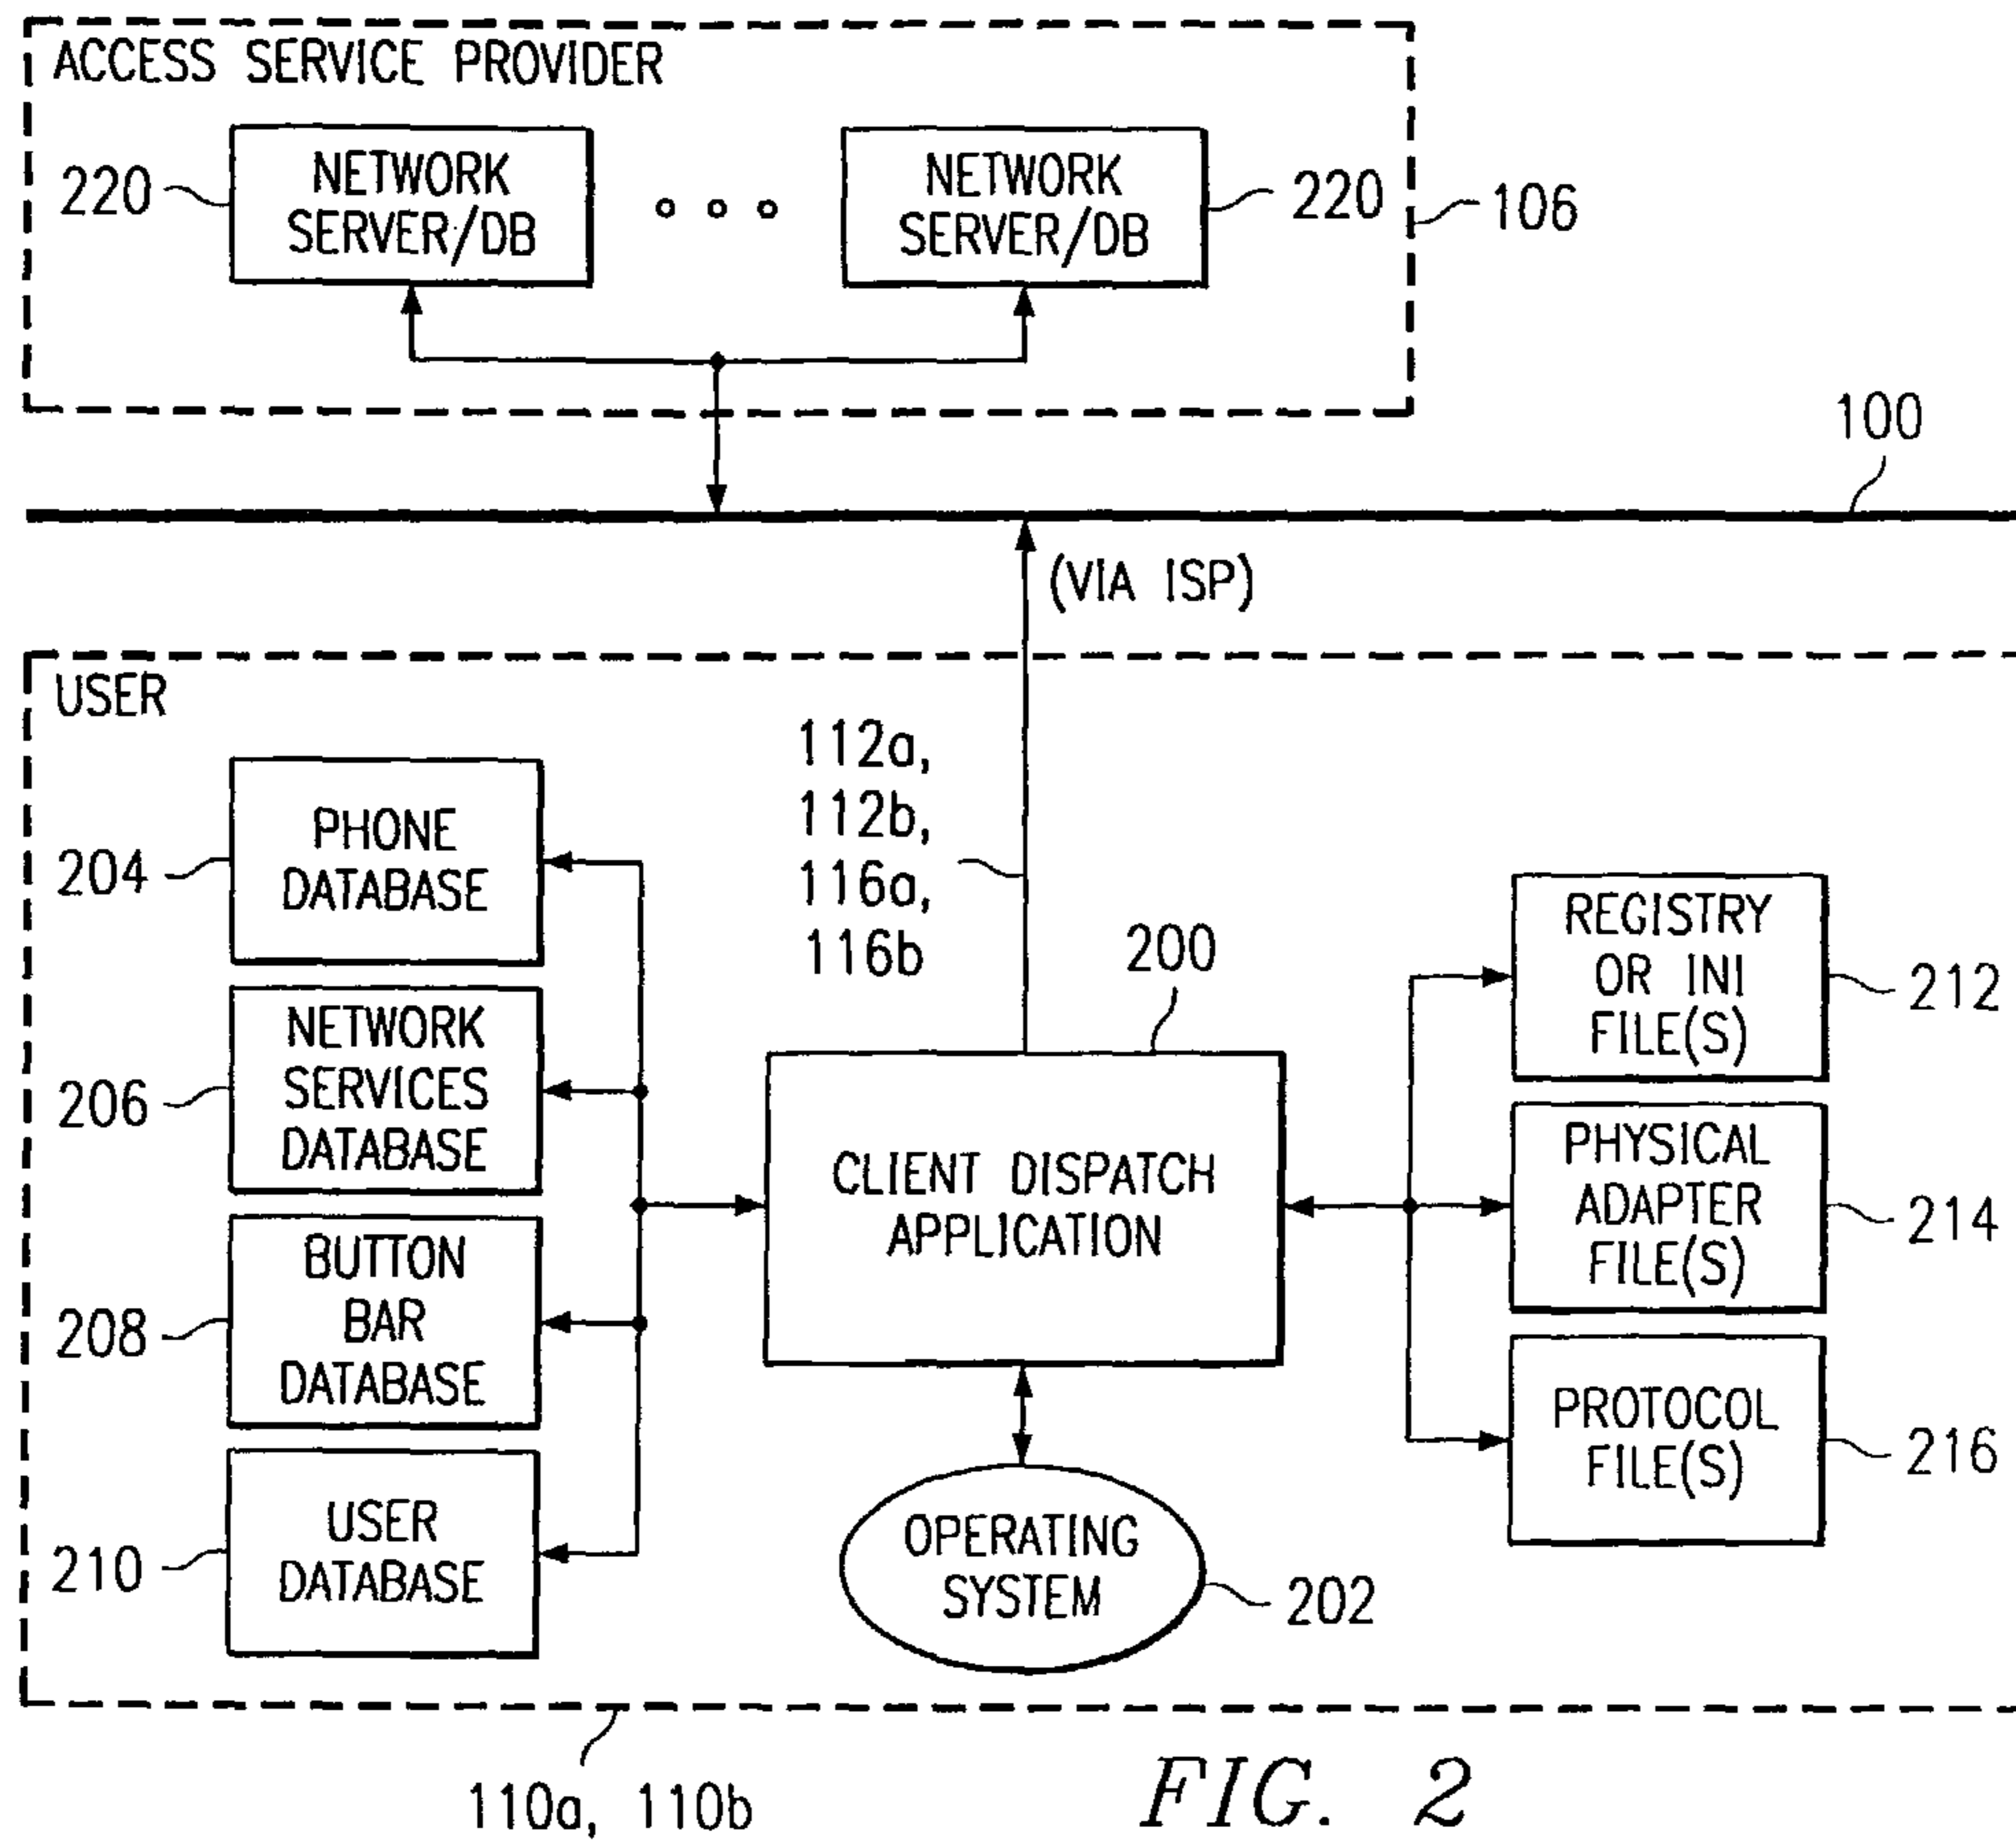 ACCESS SERVICE PROVIDER
220
NETWORK
SERVER/DB
NETWORK
SERVER/DB
220
106
100
(VIA ISP)
USER
112a,
112b,
116a,
116b
204
PHONE
DATABASE
206
NETWORK
SERVICES
DATABASE
208
BUTTON
BAR
DATABASE
210
USER
DATABASE
200
CLIENT DISPATCH
APPLICATION
OPERATING
SYSTEM
202
REGISTRY
OR INI
FILE(S)
212
PHYSICAL
ADAPTER
FILE(S)
214
PROTOCOL
FILE(S)
216
110a, 110b
FIG. 2